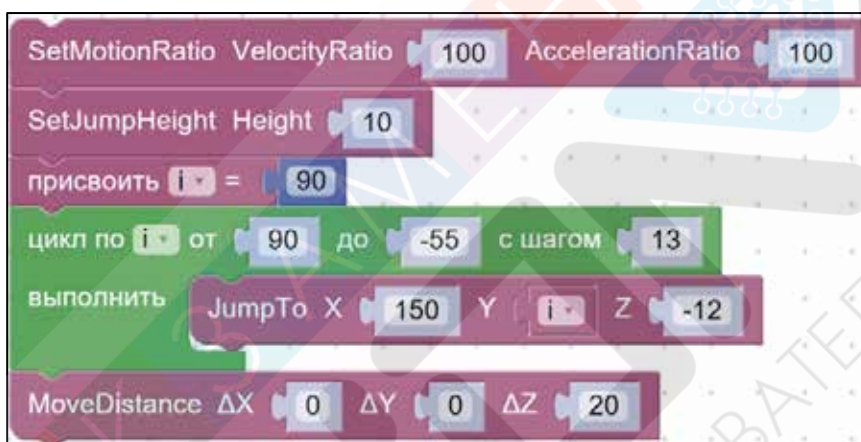 SetMotionRatio VelocityRatio 100 AccelerationRatio 100
SetJumpHeight Height 10
присвоить i = 90
цикл по i от 90 до -55 с шагом 13
выполнить JumpTo X 150 Y i Z -12
MoveDistance ΔX 0 ΔY 0 ΔZ 20